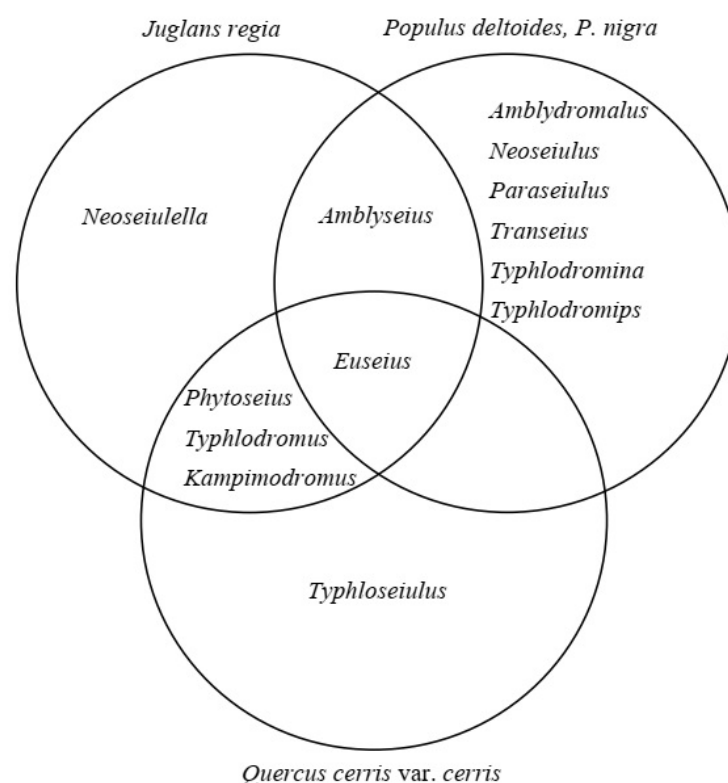 Juglans regia
Populus deltoides, P. nigra
Amblydromalus
Neoseiulus
Paraseiulus
Neoseiulella
Amblyseius
Transeius
Typhlodromina
Typhlodromips
Euseius
Phytoseius
Typhlodromus
Kampimodromus
Typhloseiulus
Quercus cerris var. cerris